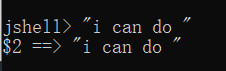 jshell> "i can do "
$2 ==> "i can do "